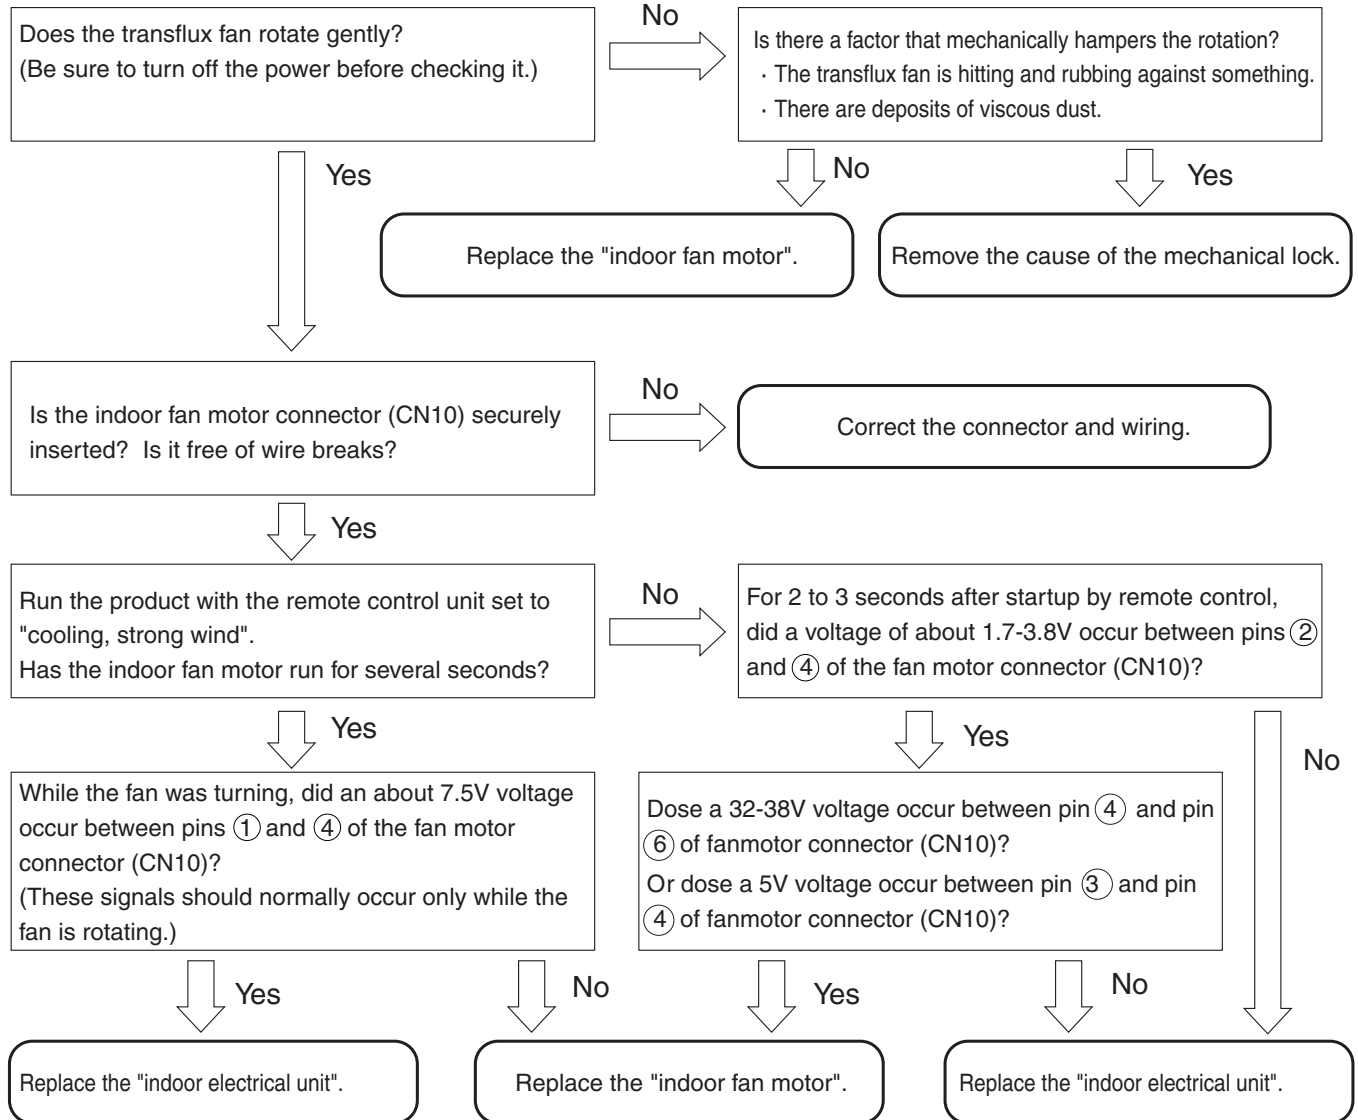 Does the transflux fan rotate gently?
(Be sure to turn off the power before checking it.)
No
Is there a factor that mechanically hampers the rotation?
· The transflux fan is hitting and rubbing against something.
· There are deposits of viscous dust.
Yes
No
Yes
Replace the "indoor fan motor".
Remove the cause of the mechanical lock.
Is the indoor fan motor connector (CN10) securely
inserted?  Is it free of wire breaks?
No
Correct the connector and wiring.
Yes
Run the product with the remote control unit set to
"cooling, strong wind".
Has the indoor fan motor run for several seconds?
No
For 2 to 3 seconds after startup by remote control,
did a voltage of about 1.7-3.8V occur between pins ②
and ④ of the fan motor connector (CN10)?
Yes
Yes
No
While the fan was turning, did an about 7.5V voltage
occur between pins ① and ④ of the fan motor
connector (CN10)?
(These signals should normally occur only while the
fan is rotating.)
Dose a 32-38V voltage occur between pin ④ and pin
⑥ of fanmotor connector (CN10)?
Or dose a 5V voltage occur between pin ③ and pin
④ of fanmotor connector (CN10)?
Yes
No
Yes
No
Replace the "indoor electrical unit".
Replace the "indoor fan motor".
Replace the "indoor electrical unit".